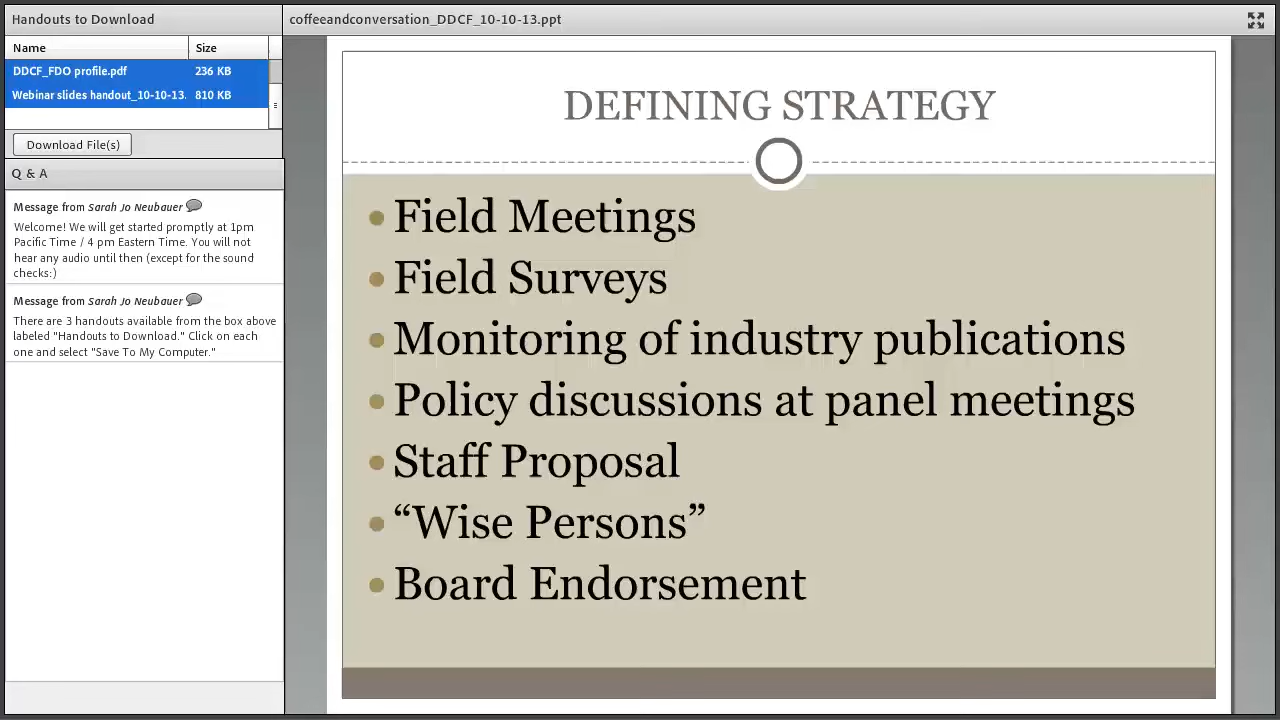 Handouts to Download
Name Size
DDCF_FDO profile.pdf 236 KB
Webinar slides handout_10-10-13. 810 KB
Download File(s)
Q & A
Message from Sarah Jo Neubauer
Welcome! We will get started promptly at 1pm
Pacific Time / 4 pm Eastern Time. You will not
hear any audio until then (except for the sound
checks:)
Message from Sarah Jo Neubauer
There are 3 handouts available from the box above
labeled "Handouts to Download." Click on each
one and select "Save To My Computer."
coffeeandconversation_DDCF_10-10-13.ppt
DEFINING STRATEGY
• Field Meetings
• Field Surveys
• Monitoring of industry publications
• Policy discussions at panel meetings
• Staff Proposal
• “Wise Persons”
• Board Endorsement